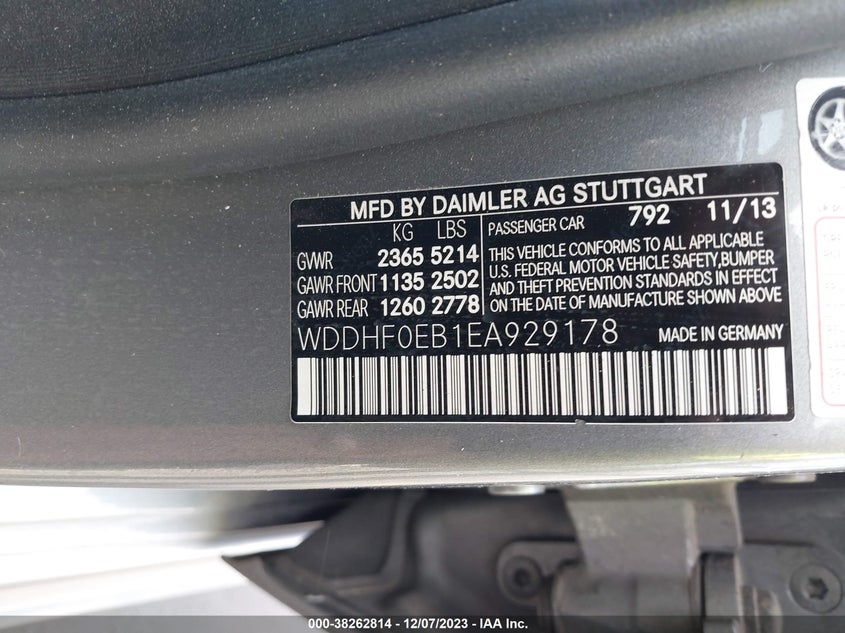 MFD BY DAIMLER AG STUTTGART
KG LBS
GVWR 2365 5214
GAWR FRONT 1135 2502
GAWR REAR 1260 2778
PASSENGER CAR 792 11/13
THIS VEHICLE CONFORMS TO ALL APPLICABLE
U.S. FEDERAL MOTOR VEHICLE SAFETY,BUMPER
AND THEFT PREVENTION STANDARDS IN EFFECT
ON THE DATE OF MANUFACTURE SHOWN ABOVE
WDDHF0EB1EA929178 MADE IN GERMANY
000-38262814 - 12/07/2023 - IAA Inc.